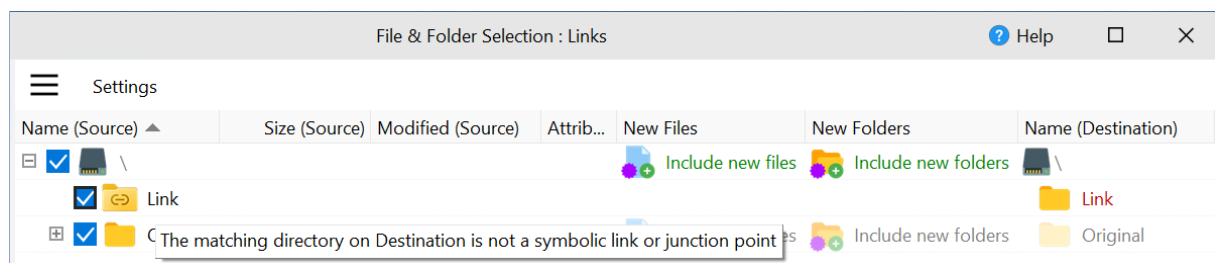 File & Folder Selection : Links
? Help
Settings
Name (Source) Size (Source) Modified (Source) Attrib... New Files New Folders Name (Destination)
\ Include new files Include new folders \
Link Link
The matching directory on Destination is not a symbolic link or junction point Include new folders Original